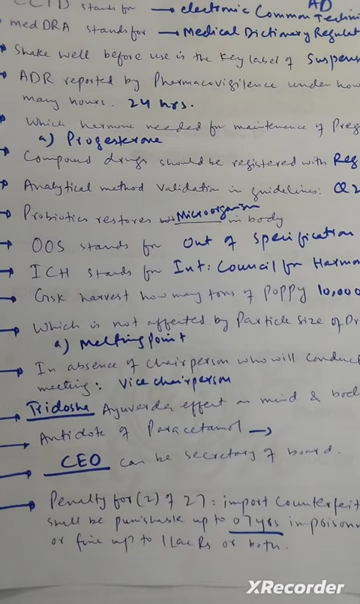 CCTD stands for → electronic Common Technic
AD
medDRA stands for → Medical Dictionary Regulat
Shake well before use is the key label of Suspens
ADR reported by Pharmacovigilence under how
many hours. 24 hrs.
Which hormone needed for maintenance of Preg
a) Progesterone
Compound drugs should be registered with Reg
Analytical method validation in guidelines: Q2
Probiotics restores Microorganism in body
OOS stands for Out of Specification
ICH stands for Int: Council for Harmon
Gsk harvest how many tons of poppy 10,000
Which is not affected by Particle size of Dr
a) Melting point
In absence of Chairperson who will conduct
meeting: Vice chairperson
Tridosha Ayurveda effect on mind & bod
Antidote of Paracetamol →
CEO can be secretary of board.
Penalty for (2) of 27: import Counterfeit
shall be punishable up to 07 yrs imprisonm
or fine up to 1 lac Rs or both.
XRecorder